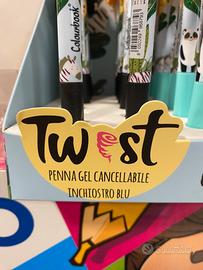 Colourbook
Twist
PENNA GEL CANCELLABILE
INCHIOSTRO BLU